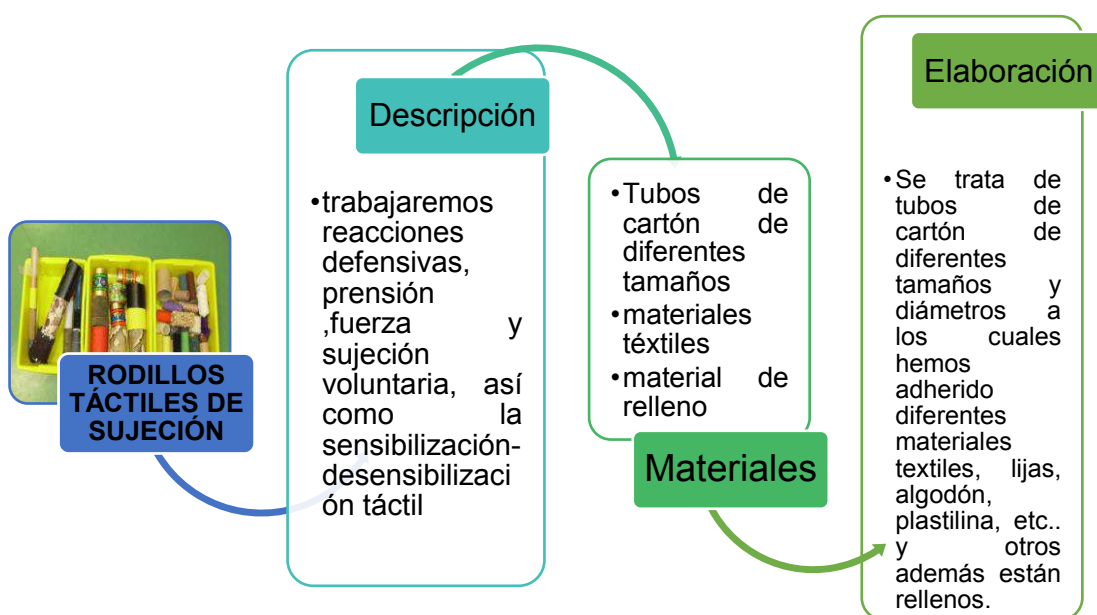 RODILLOS
TÁCTILES DE
SUJECIÓN
Descripción
•trabajaremos
reacciones
defensivas,
prensión
,fuerza y
sujeción
voluntaria, así
como la
sensibilización-
desensibilizaci
ón táctil
•Tubos de
cartón de
diferentes
tamaños
•materiales
téxtiles
•material de
relleno
Materiales
Elaboración
•Se trata de
tubos de
cartón de
diferentes
tamaños y
diámetros a
los cuales
hemos
adherido
diferentes
materiales
textiles, lijas,
algodón,
plastilina, etc..
y otros
además están
rellenos.